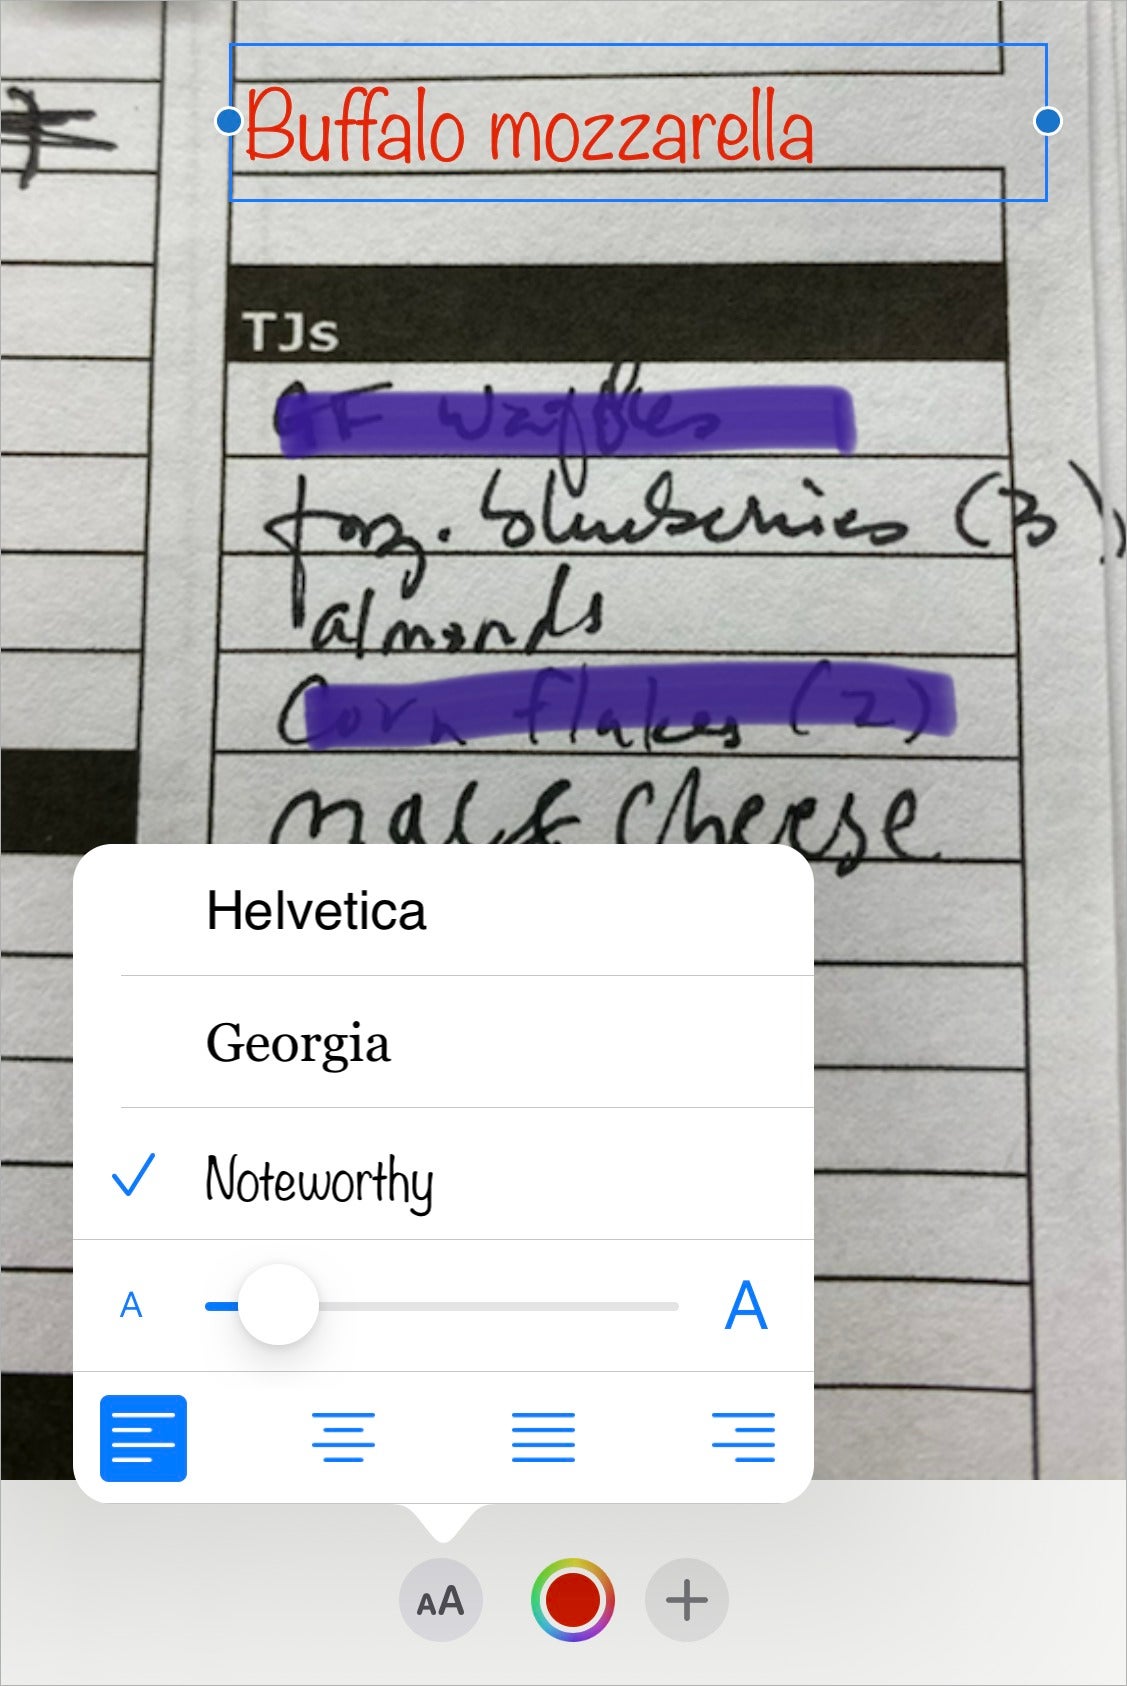 Buffalo mozzarella
TJs
GF Waffles
froz. blueberries (3)
almonds
Corn flakes (2)
mac & cheese
Helvetica
Georgia
Noteworthy
A A
AA